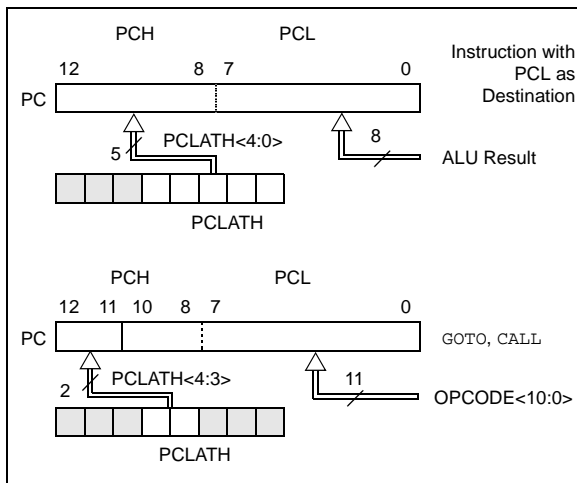 PCH PCL
12 8 7 0
Instruction with
PCL as
Destination
PC
5 PCLATH<4:0> 8
ALU Result
PCLATH
PCH PCL
12 11 10 8 7 0
PC
GOTO, CALL
2 PCLATH<4:3> 11
OPCODE<10:0>
PCLATH